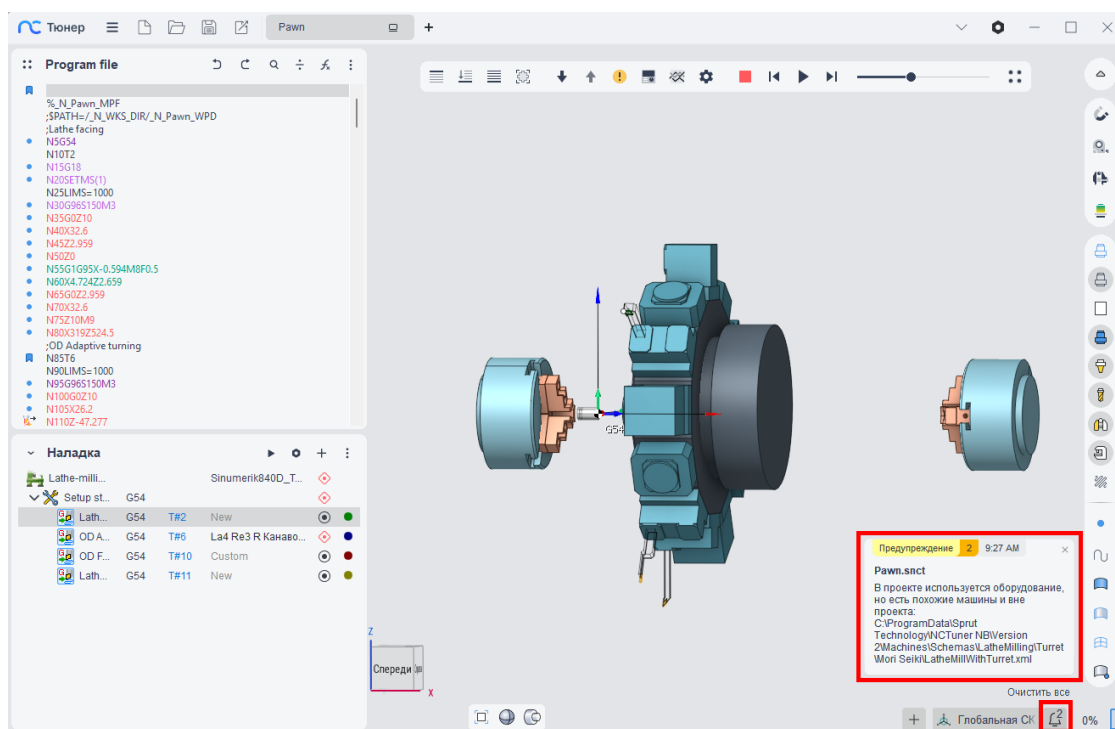 Тюнер
Pawn
Program file
%_N_Pawn_MPF
;$PATH=/_N_WKS_DIR/_N_Pawn_WPD
;Lathe facing
N5G54
N10T2
N15G18
N20SETMS(1)
N25LIMS=1000
N30G96S150M3
N35G0Z10
N40X32.6
N45Z2.959
N50Z0
N55G1G95X-0.594M8F0.5
N60X4.724Z2.659
N65G0Z2.959
N70X32.6
N75Z10M9
N80X319Z524.5
;OD Adaptive turning
N85T6
N90LIMS=1000
N95G96S150M3
N100G0Z10
N105X26.2
N110Z-47.277
Наладка
Lathe-milli... Sinumerik840D_T...
Setup st... G54
Lath... G54 T#2 New
OD A... G54 T#6 La4 Re3 R Канаво...
OD F... G54 T#10 Custom
Lath... G54 T#11 New
G54
Z
Спереди
X
Предупреждение 2 9:27 AM
Pawn.snct
В проекте используется оборудование,
но есть похожие машины и вне
проекта:
C:\ProgramData\Sprut
Technology\NCTuner NB\Version
2\Machines\Schemas\LatheMilling\Turret
\Mori Seiki\LatheMillWithTurret.xml
Очистить все
Глобальная СК 2 0%